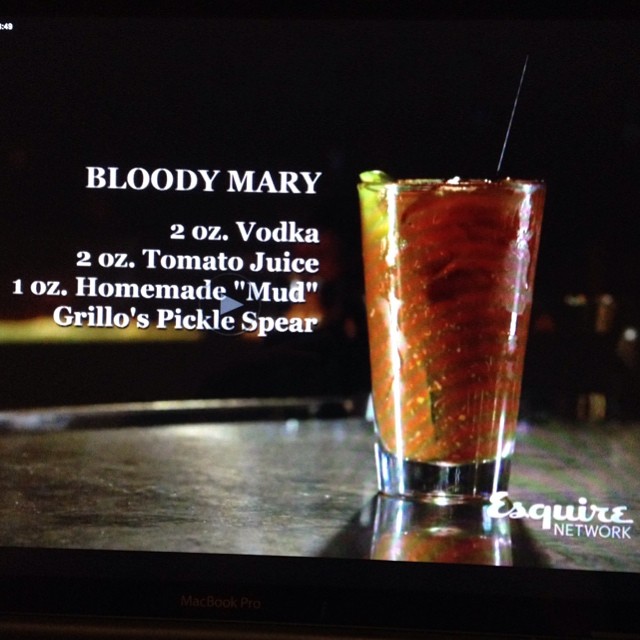 :49
BLOODY MARY
2 oz. Vodka
2 oz. Tomato Juice
1 oz. Homemade "Mud"
Grillo's Pickle Spear
Esquire
NETWORK
MacBook Pro